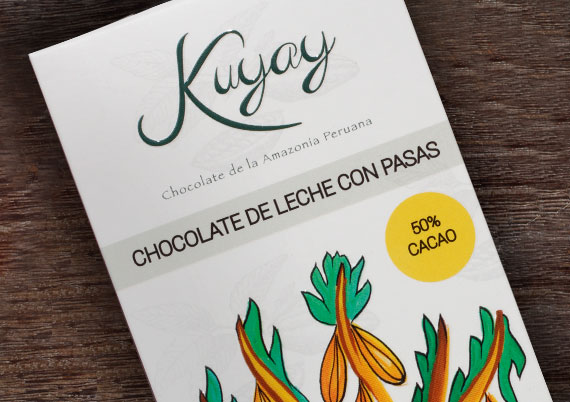 Kuyay
Chocolate de la Amazonía Peruana
CHOCOLATE DE LECHE CON PASAS
50%
CACAO